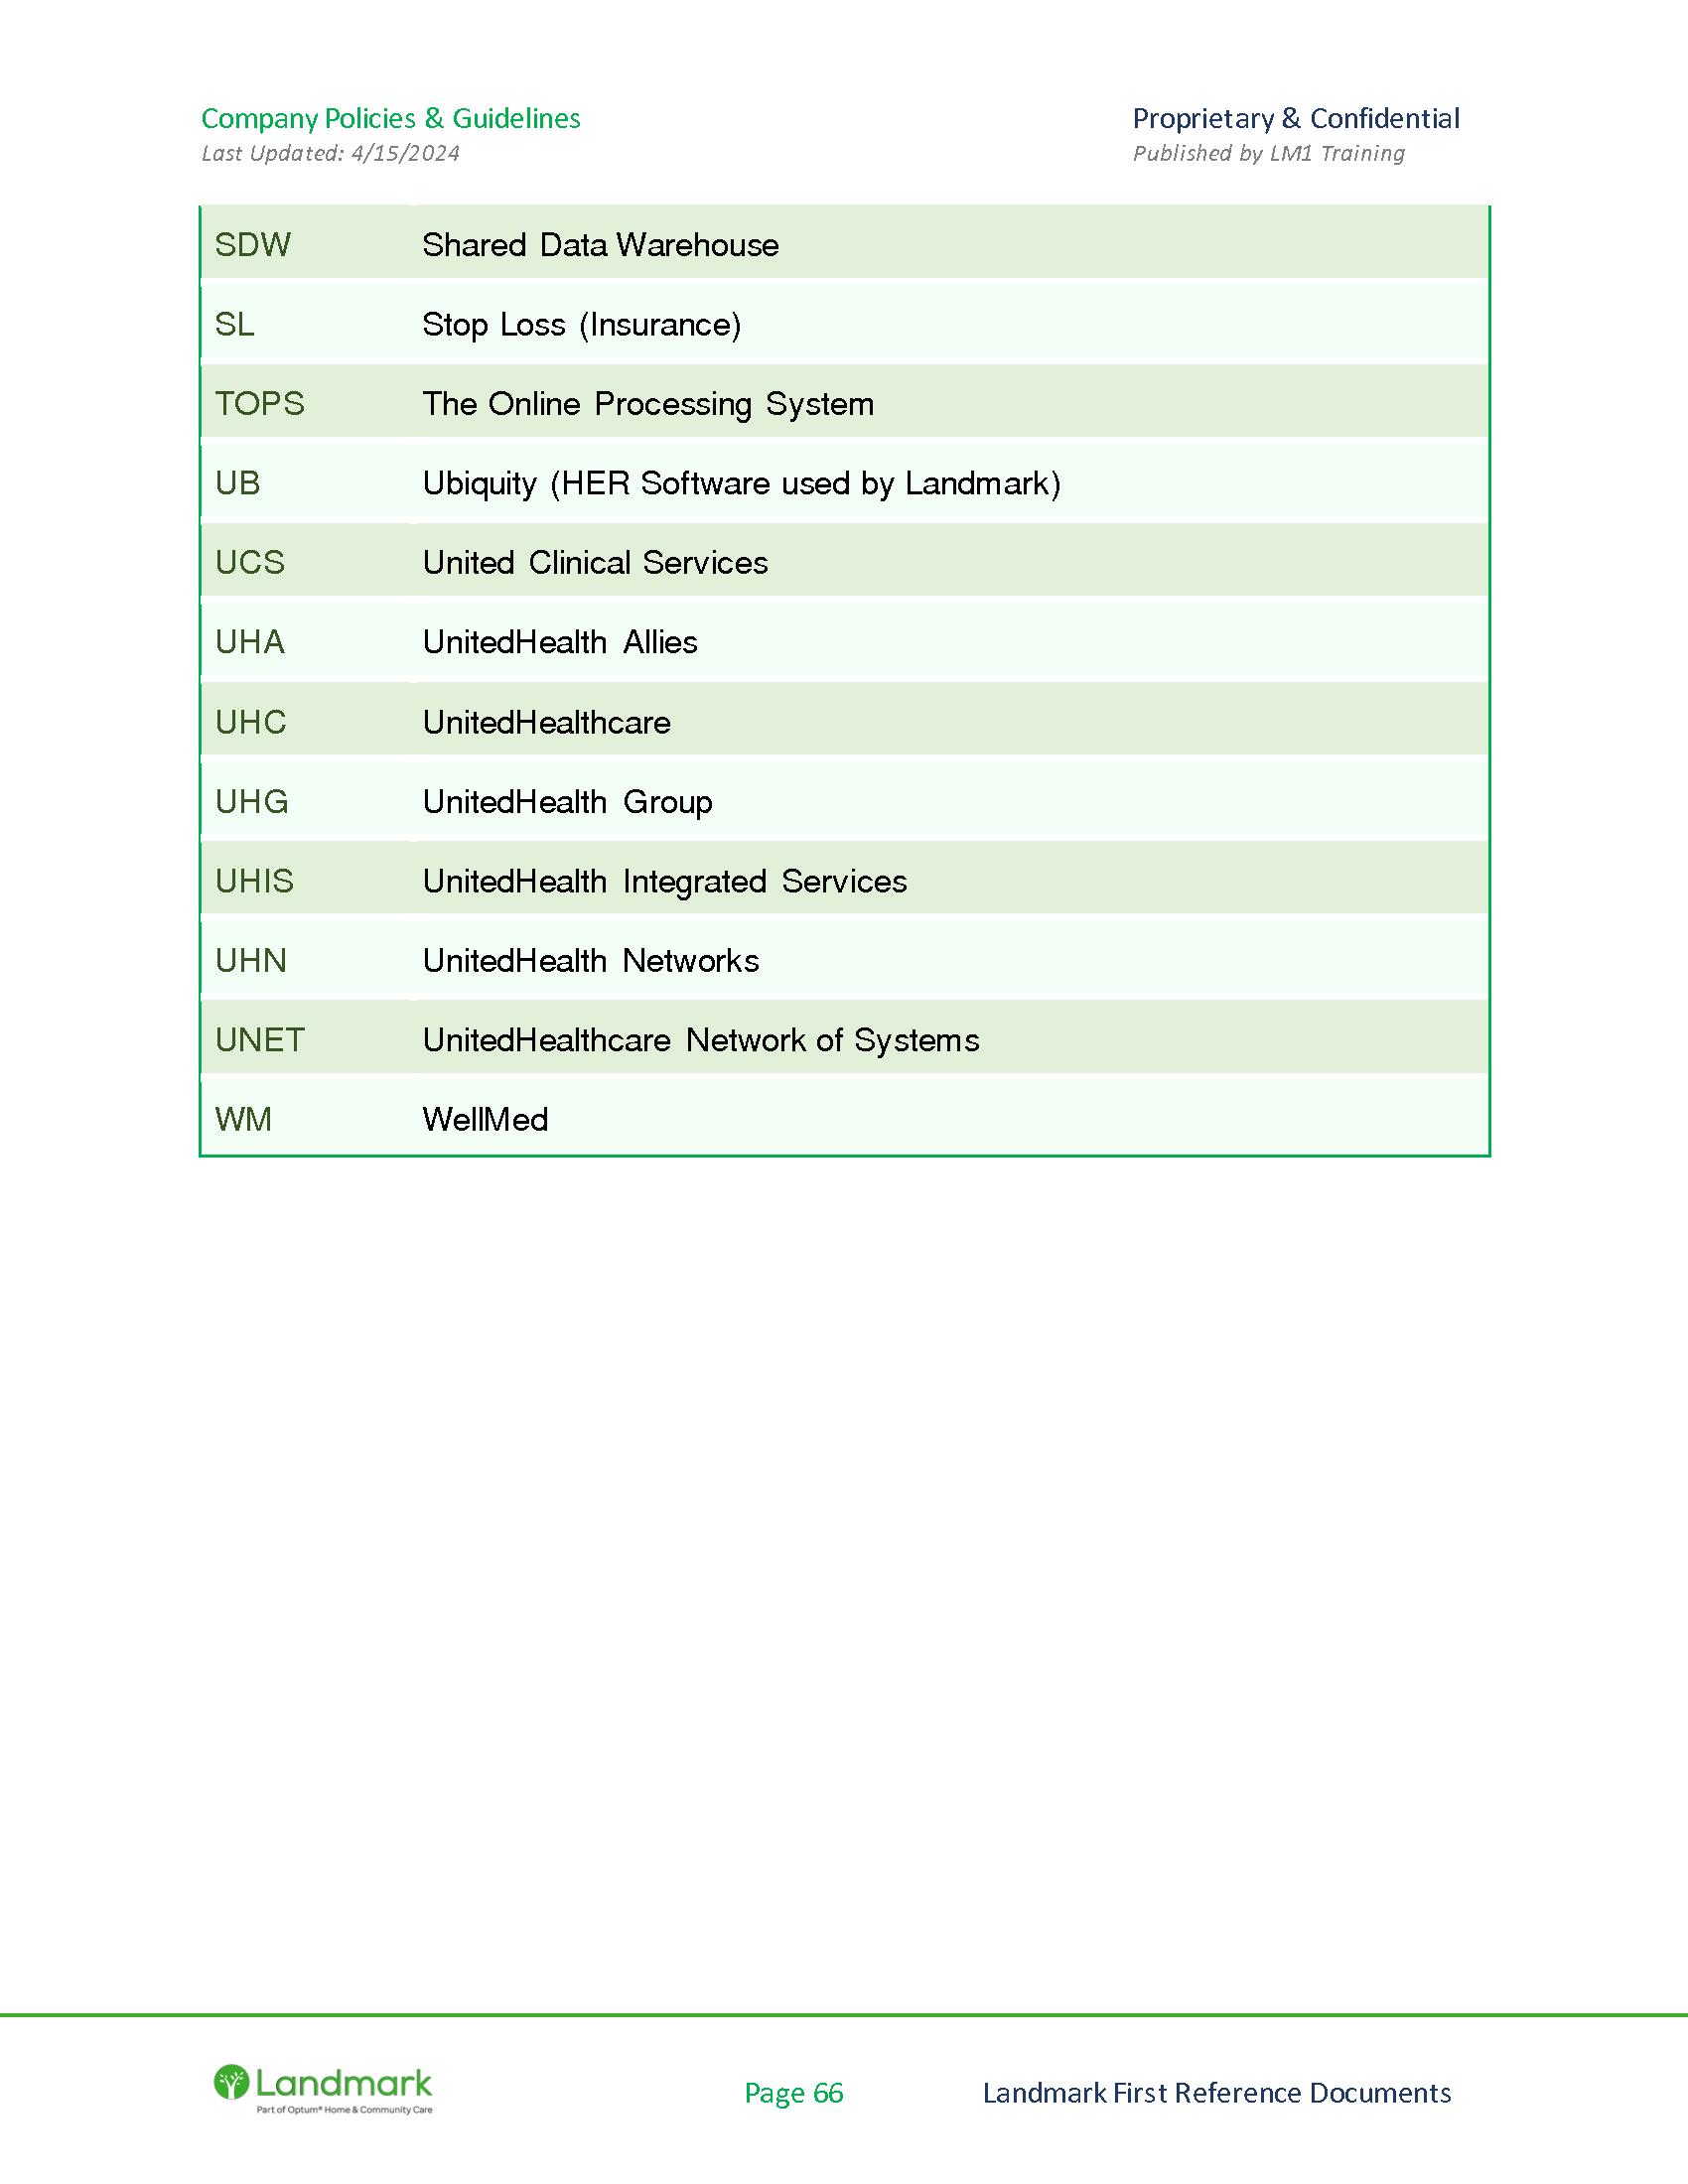 Company Policies & Guidelines Proprietary & Confidential
Last Updated: 4/15/2024 Published by LM1 Training
SDW Shared Data Warehouse
SL Stop Loss (Insurance)
TOPS The Online Processing System
UB Ubiquity (HER Software used by Landmark)
UCS United Clinical Services
UHA UnitedHealth Allies
UHC UnitedHealthcare
UHG UnitedHealth Group
UHIS UnitedHealth Integrated Services
UHN UnitedHealth Networks
UNET UnitedHealthcare Network of Systems
WM WellMed
Landmark
Part of Optum® Home & Community Care
Page 66 Landmark First Reference Documents